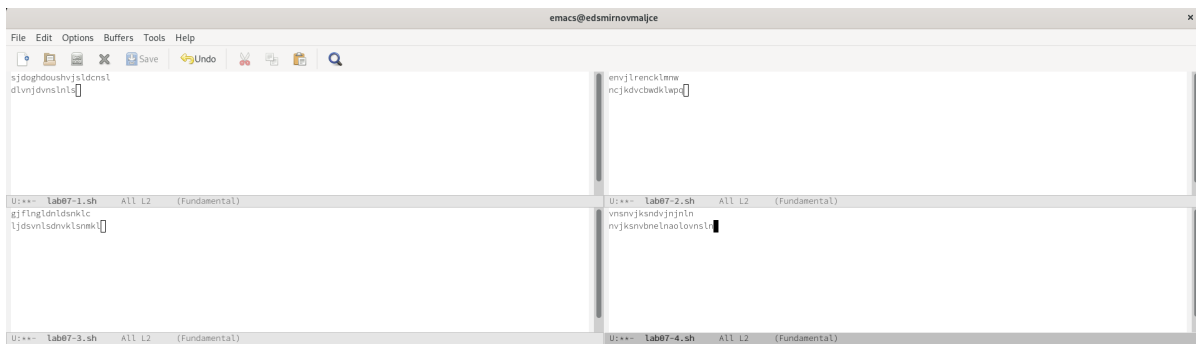 emacs@edsmirnovmaljce ×
File Edit Options Buffers Tools Help
Save Undo
sjdoghdoushvjsldcnsl
dlvnjdvnslnls
U:**- lab07-1.sh All L2 (Fundamental)
envjlrencklmnw
ncjkdvcbwdklwpq
U:**- lab07-2.sh All L2 (Fundamental)
gjflngldnldsnklc
ljdsvnlsdnvklsnmkl
U:**- lab07-3.sh All L2 (Fundamental)
vnsnvjksndvjnjnln
nvjksnvbnelnaolovnsln
U:**- lab07-4.sh All L2 (Fundamental)